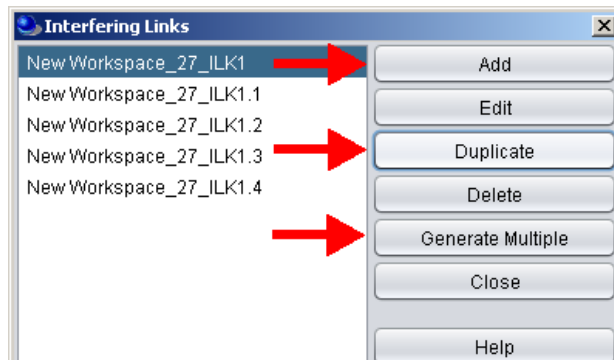 Interfering Links
New Workspace_27_ILK1
New Workspace_27_ILK1.1
New Workspace_27_ILK1.2
New Workspace_27_ILK1.3
New Workspace_27_ILK1.4
Add
Edit
Duplicate
Delete
Generate Multiple
Close
Help